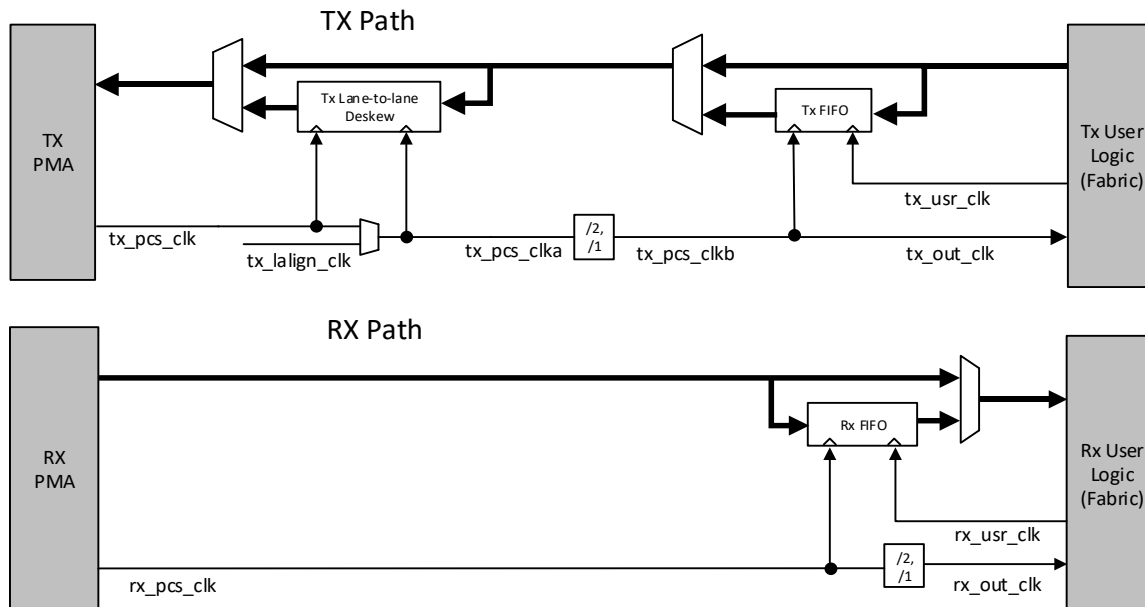 TX Path
TX
PMA
Tx Lane-to-lane
Deskew
Tx FIFO
Tx User
Logic
(Fabric)
tx_usr_clk
tx_pcs_clk
tx_lalign_clk
tx_pcs_clka
/2,
/1
tx_pcs_clkb
tx_out_clk
RX Path
RX
PMA
Rx FIFO
Rx User
Logic
(Fabric)
rx_usr_clk
/2,
/1
rx_pcs_clk
rx_out_clk